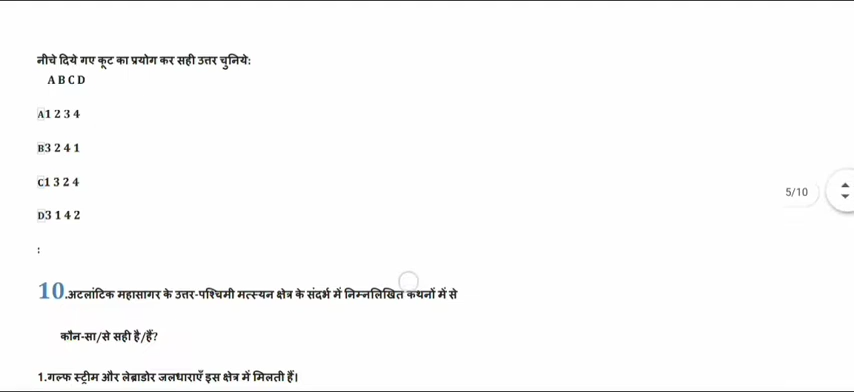 नीचे दिये गए कूट का प्रयोग कर सही उत्तर चुनिये:
A B C D
A1 2 3 4
B3 2 4 1
C1 3 2 4
5/10
D3 1 4 2
:
10.अटलांटिक महासागर के उत्तर-पश्चिमी मत्स्यन क्षेत्र के संदर्भ में निम्नलिखित कथनों में से
कौन-सा/से सही है/हैं?
1.गल्फ स्ट्रीम और लेब्राडोर जलधाराएँ इस क्षेत्र में मिलती हैं।